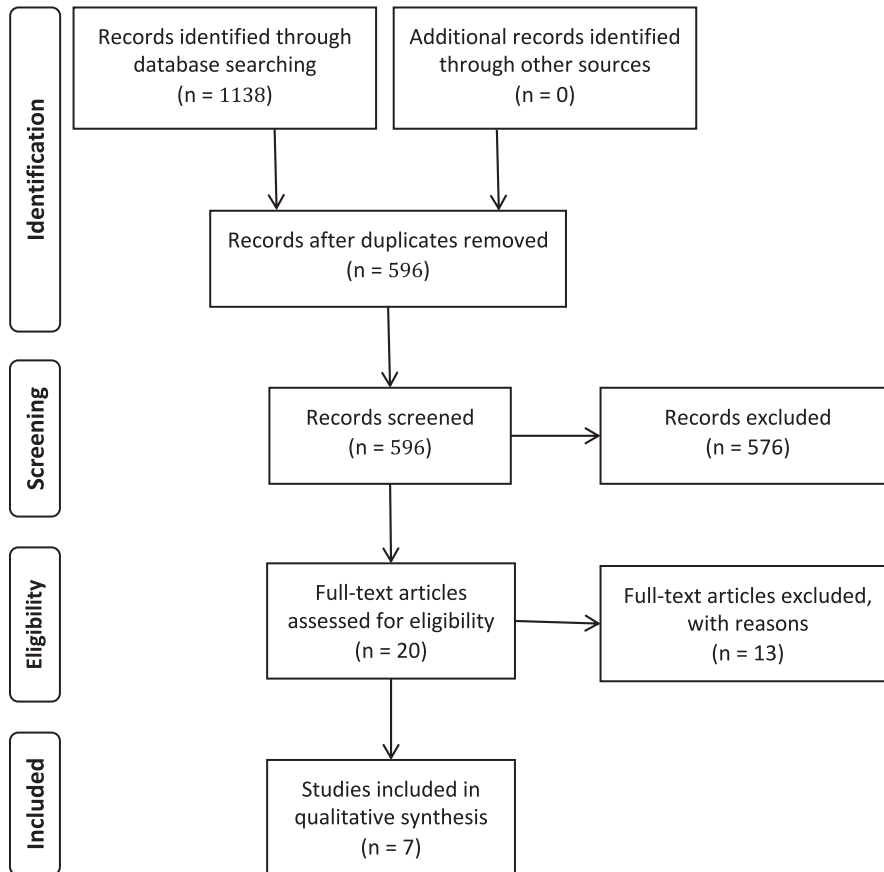 Identification
Records identified through
database searching
(n = 1138)
Additional records identified
through other sources
(n = 0)
Records after duplicates removed
(n = 596)
Screening
Records screened
(n = 596)
Records excluded
(n = 576)
Eligibility
Full-text articles
assessed for eligibility
(n = 20)
Full-text articles excluded,
with reasons
(n = 13)
Included
Studies included in
qualitative synthesis
(n = 7)